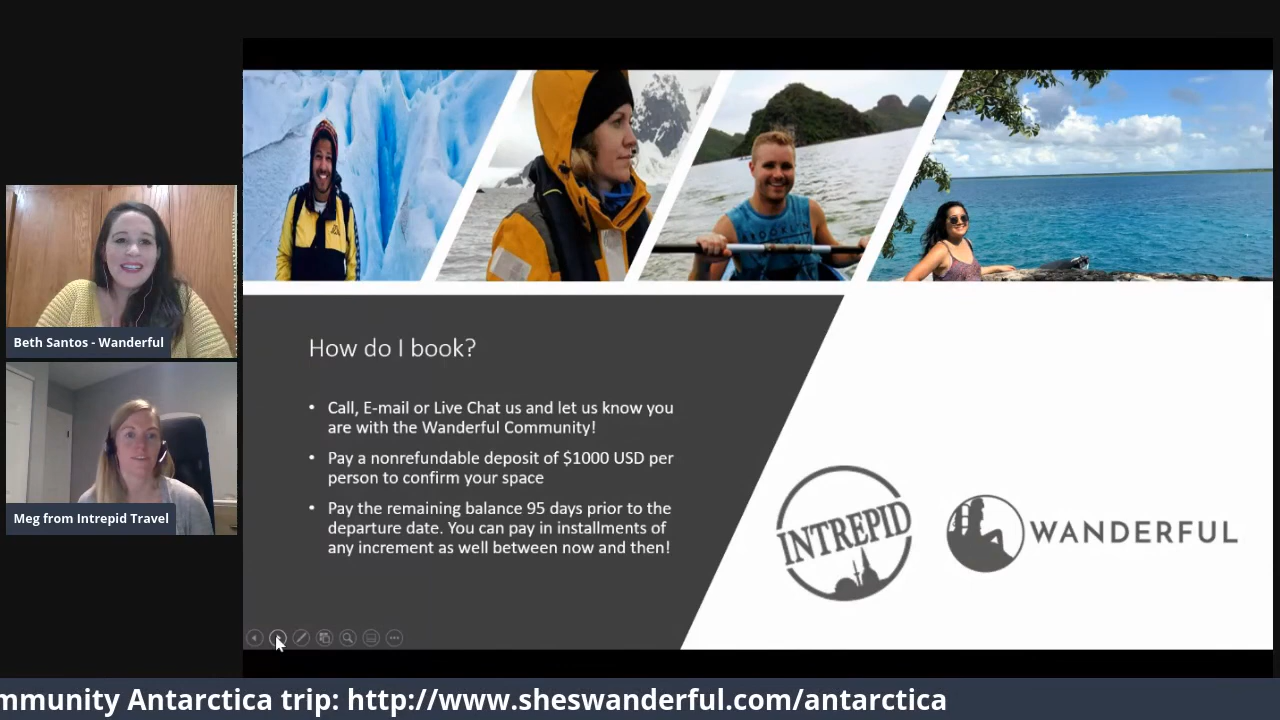 BROOKLYN
Beth Santos - Wanderful
Meg from Intrepid Travel
How do I book?
• Call, E-mail or Live Chat us and let us know you
are with the Wanderful Community!
• Pay a nonrefundable deposit of $1000 USD per
person to confirm your space
• Pay the remaining balance 95 days prior to the
departure date. You can pay in installments of
any increment as well between now and then!
INTREPID
WANDERFUL
mmunity Antarctica trip: http://www.sheswanderful.com/antarctica